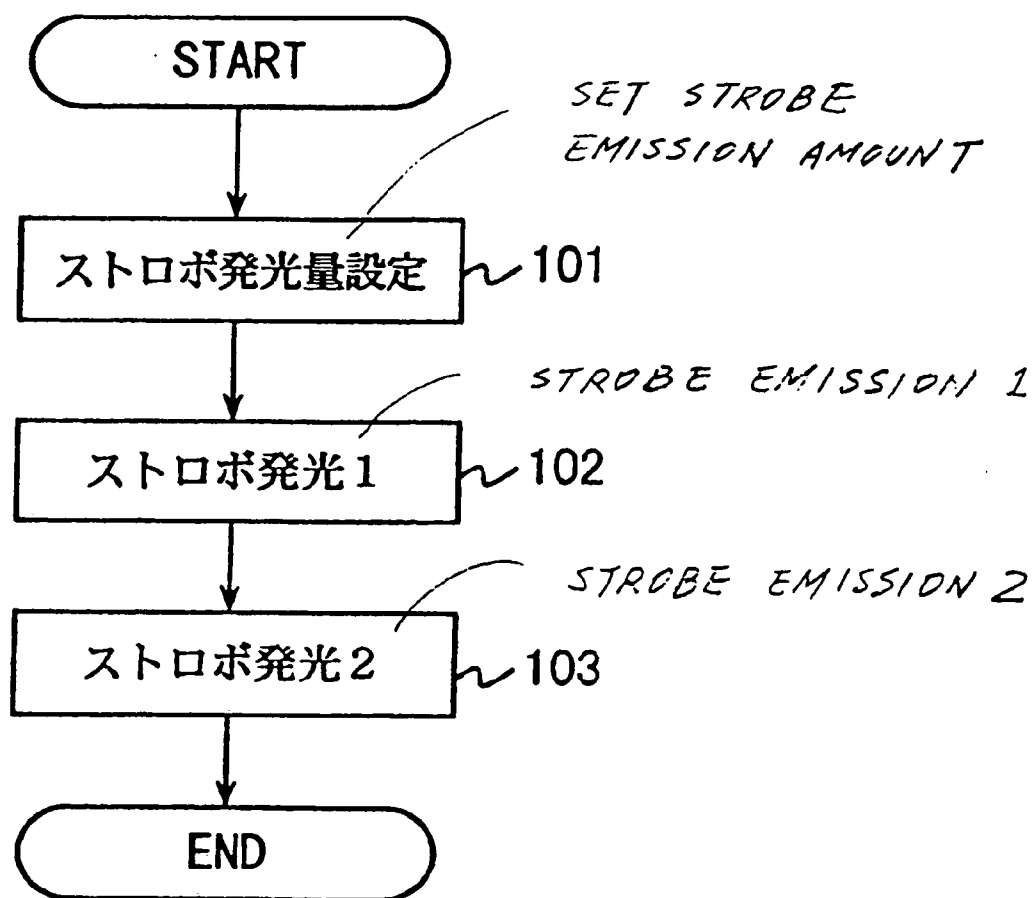 START
SET STROBE
EMISSION AMOUNT
ストロボ発光量設定
101
STROBE EMISSION 1
ストロボ発光1
102
STROBE EMISSION 2
ストロボ発光2
103
END